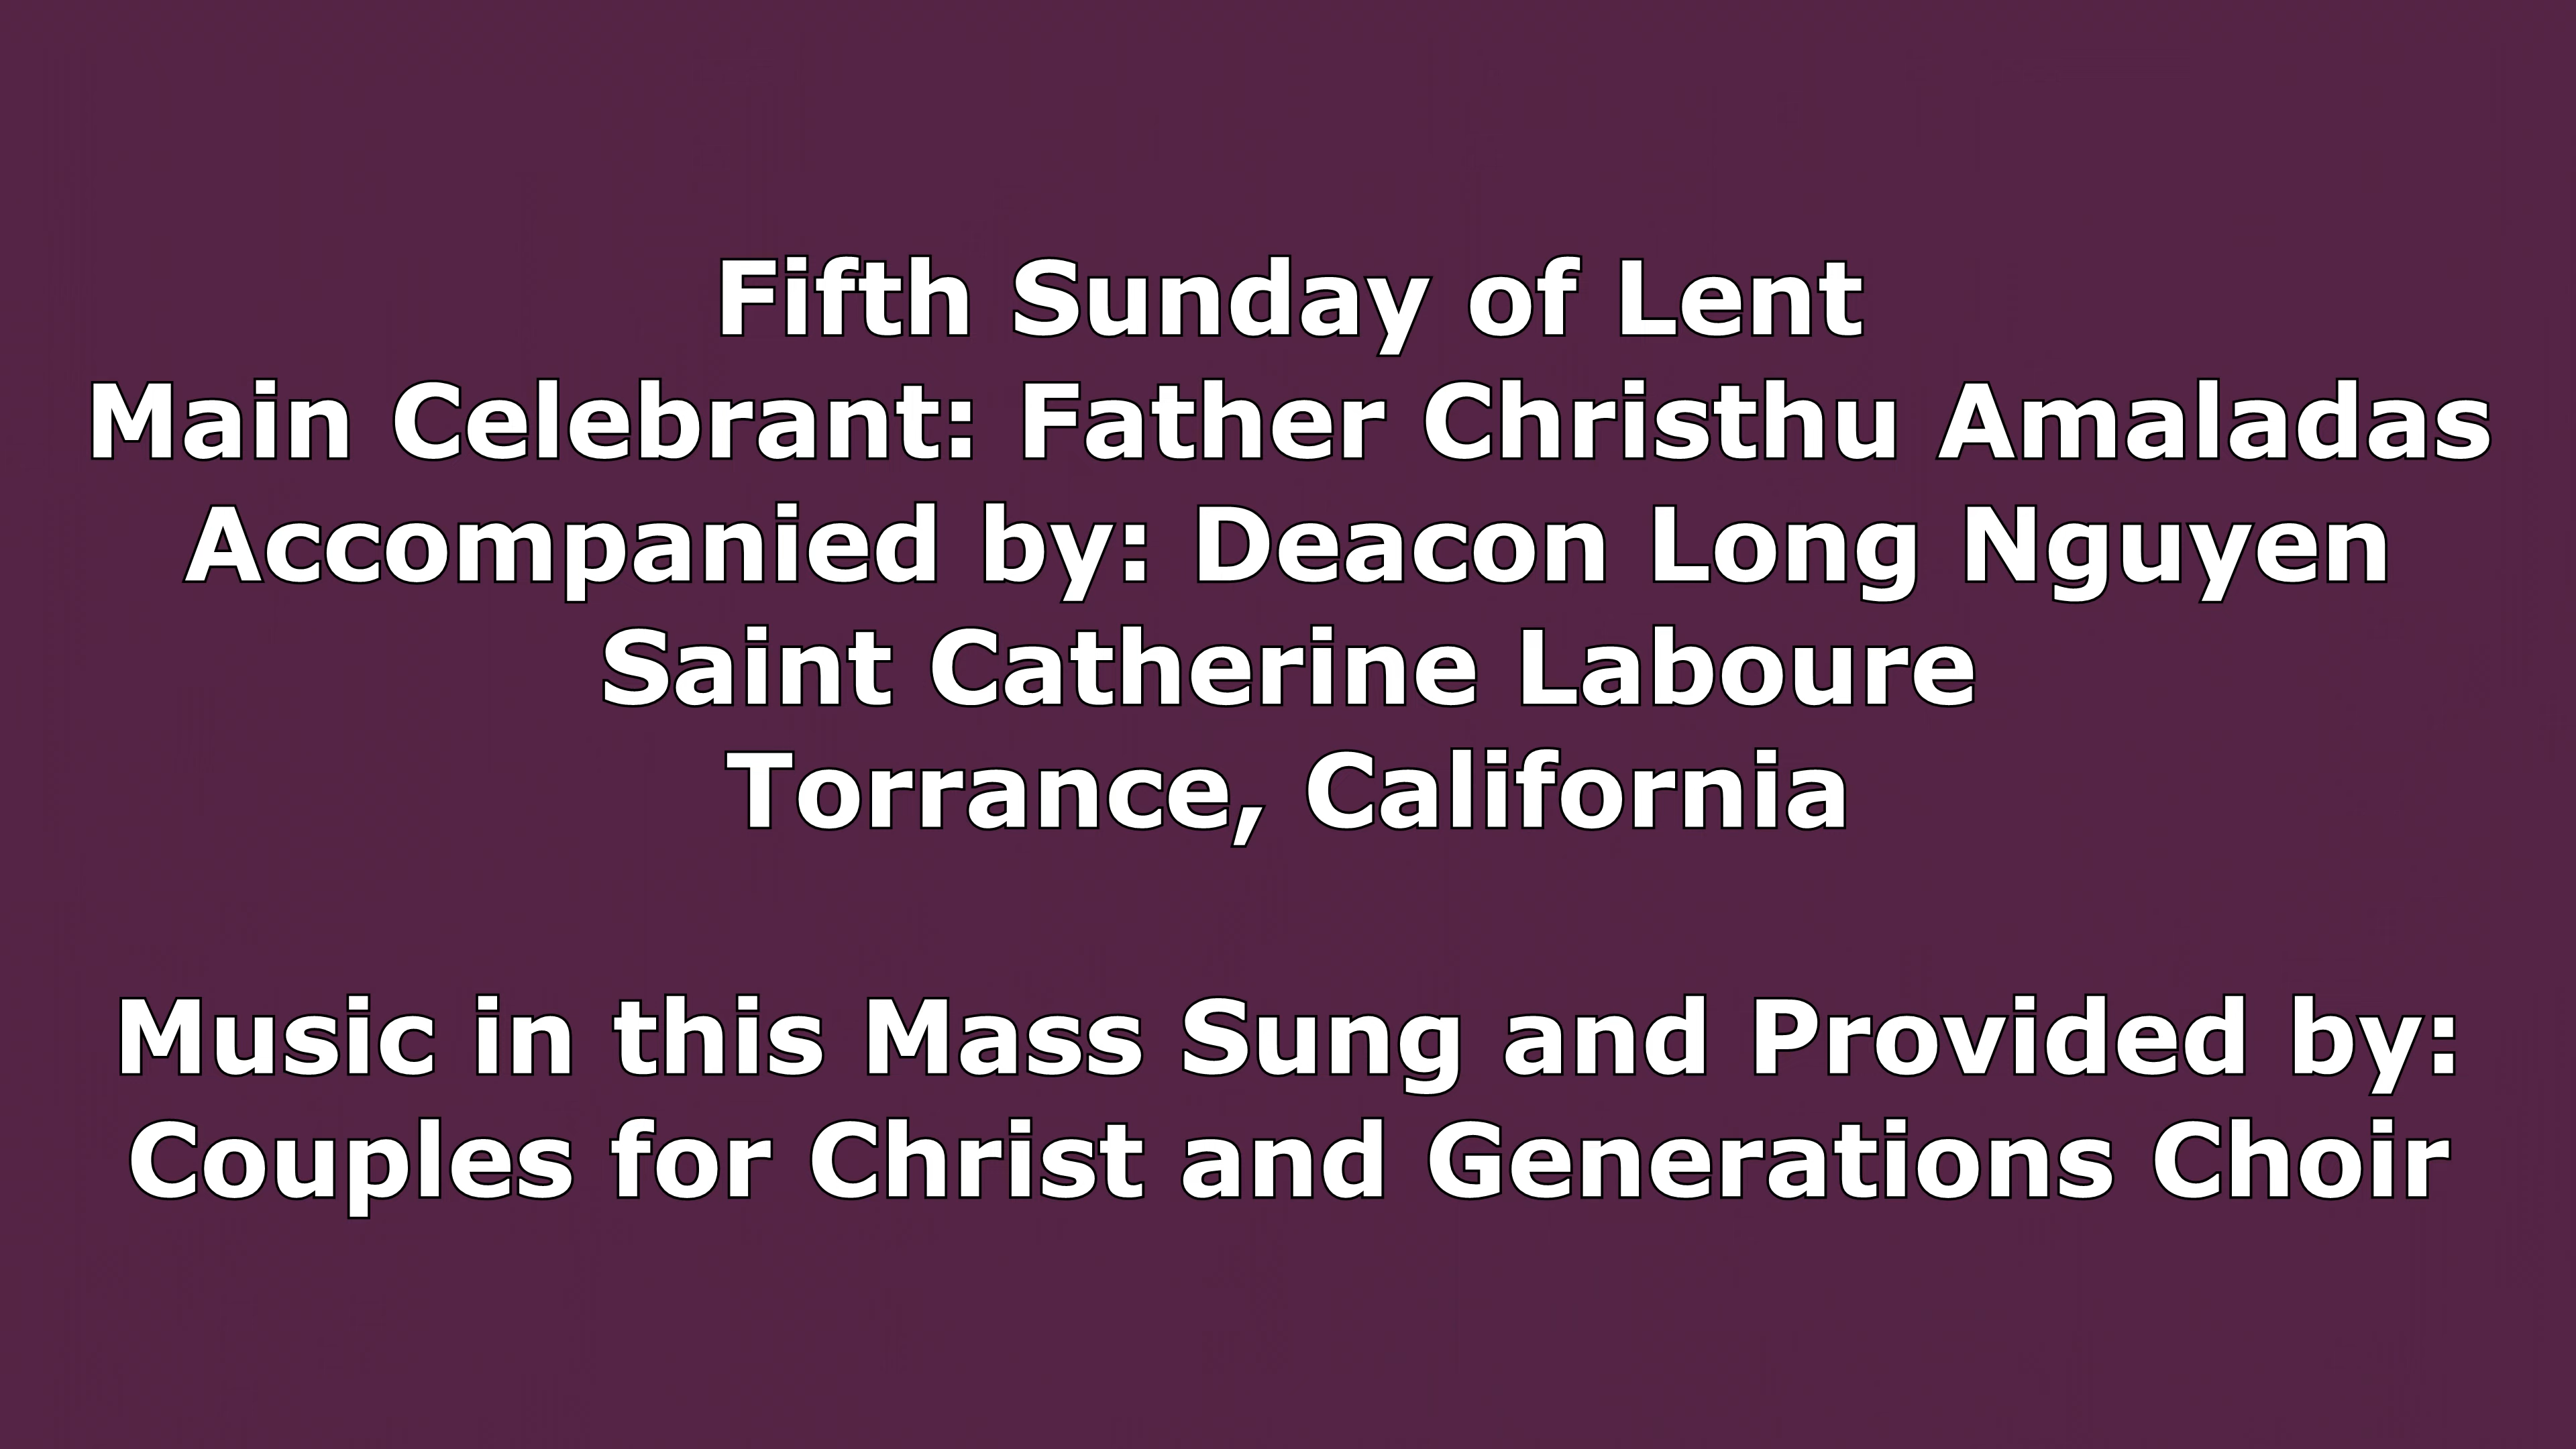 Fifth Sunday of Lent
Main Celebrant: Father Christhu Amaladas
Accompanied by: Deacon Long Nguyen
Saint Catherine Laboure
Torrance, California
Music in this Mass Sung and Provided by:
Couples for Christ and Generations Choir